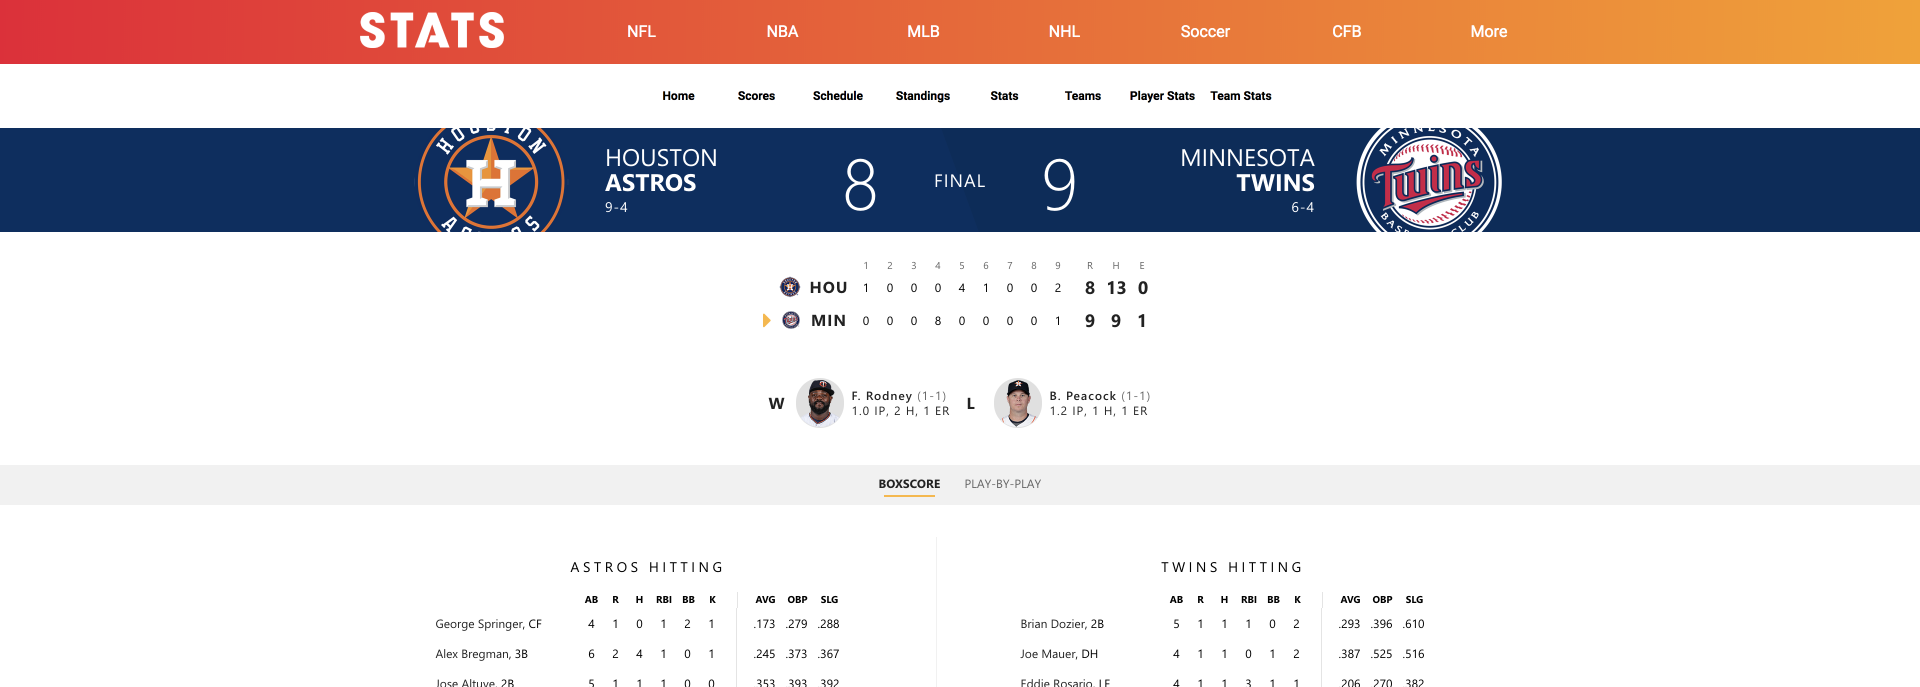 STATS NFL NBA MLB NHL Soccer CFB More
Home Scores Schedule Standings Stats Teams Player Stats Team Stats
HOUSTON
ASTROS
9-4
8 FINAL 9
MINNESOTA
TWINS
6-4
HOUSTON
H
ASTROS
MINNESOTA
Twins
BASEBALL CLUB
1 2 3 4 5 6 7 8 9 R H E
HOU 1 0 0 0 4 1 0 0 2 8 13 0
MIN 0 0 0 8 0 0 0 0 1 9 9 1
W F. Rodney (1-1)
1.0 IP, 2 H, 1 ER
L B. Peacock (1-1)
1.2 IP, 1 H, 1 ER
BOXSCORE PLAY-BY-PLAY
ASTROS HITTING
AB R H RBI BB K AVG OBP SLG
George Springer, CF 4 1 0 1 2 1 .173 .279 .288
Alex Bregman, 3B 6 2 4 1 0 1 .245 .373 .367
Jose Altuve, 2B 5 1 1 1 0 0 .353 .393 .392
TWINS HITTING
AB R H RBI BB K AVG OBP SLG
Brian Dozier, 2B 5 1 1 1 0 2 .293 .396 .610
Joe Mauer, DH 4 1 1 0 1 2 .387 .525 .516
Eddie Rosario, LF 4 1 1 3 1 1 .206 .270 .382